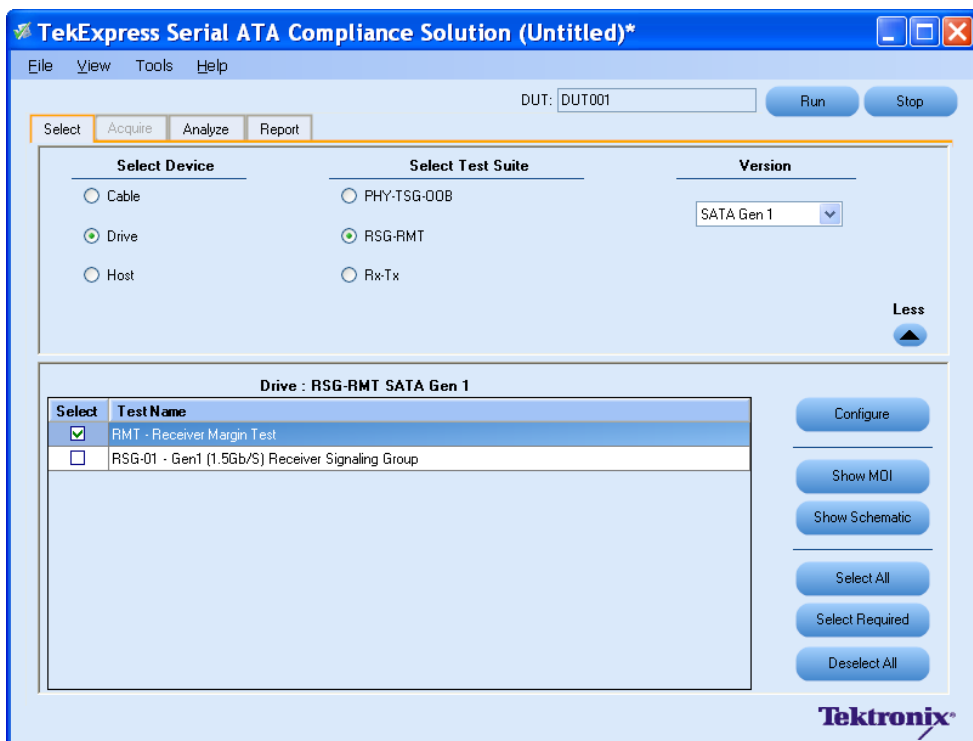 TekExpress Serial ATA Compliance Solution (Untitled)*
File View Tools Help
DUT: DUT001 Run Stop
Select Acquire Analyze Report
Select Device Select Test Suite Version
Cable PHY-TSG-OOB
SATA Gen 1
Drive RSG-RMT
Host Rx-Tx
Less
Drive : RSG-RMT SATA Gen 1
Select Test Name
Configure
RMT - Receiver Margin Test
RSG-01 - Gen1 (1.5Gb/S) Receiver Signaling Group
Show MOI
Show Schematic
Select All
Select Required
Deselect All
Tektronix